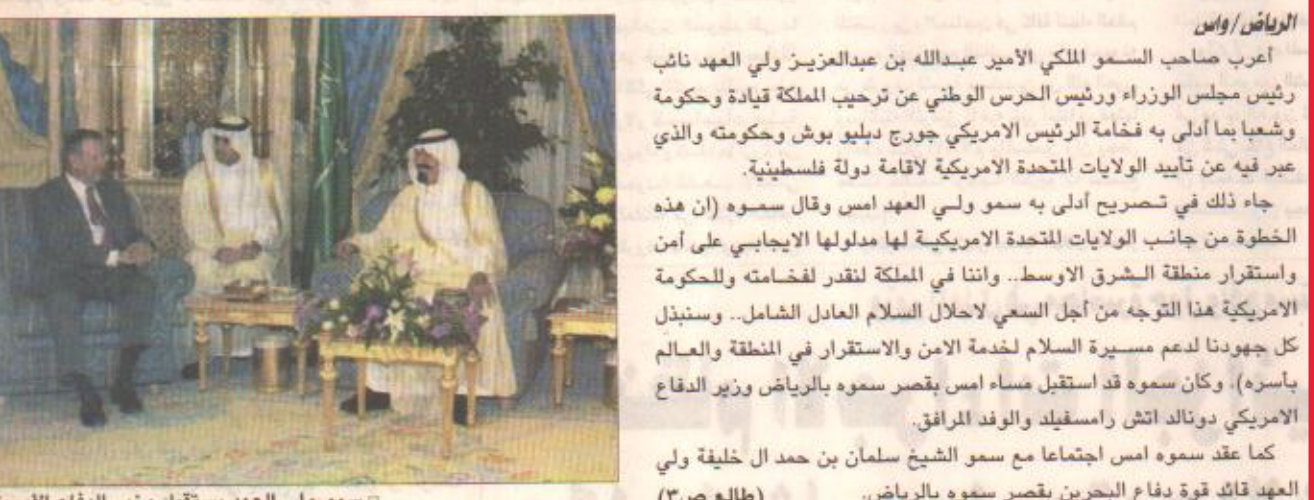 الرياض/واس
أعرب صاحب السمو الملكي الأمير عبدالله بن عبدالعزيز ولي العهد نائب
رئيس مجلس الوزراء ورئيس الحرس الوطني عن ترحيب المملكة قيادة وحكومة
وشعبا بما أدلى به فخامة الرئيس الامريكي جورج دبليو بوش وحكومته والذي
عبر فيه عن تأييد الولايات المتحدة الامريكية لاقامة دولة فلسطينية.
جاء ذلك في تصريح أدلى به سمو ولي العهد امس وقال سموه (ان هذه
الخطوة من جانب الولايات المتحدة الامريكية لها مدلولها الايجابي على أمن
واستقرار منطقة الشرق الاوسط.. واننا في المملكة لنقدر لفخامته وللحكومة
الامريكية هذا التوجه من أجل السعي لاحلال السلام العادل الشامل.. وسنبذل
كل جهودنا لدعم مسيرة السلام لخدمة الامن والاستقرار في المنطقة والعالم
بأسره). وكان سموه قد استقبل مساء امس بقصر سموه بالرياض وزير الدفاع
الامريكي دونالد اتش رامسفيلد والوفد المرافق.
كما عقد سموه امس اجتماعا مع سمو الشيخ سلمان بن حمد ال خليفة ولي
العهد قائد قوة دفاع البحرين بقصر سموه بالرياض. (طالع ص٣)
سمو ولي العهد مستقبلا وزير الدفاع